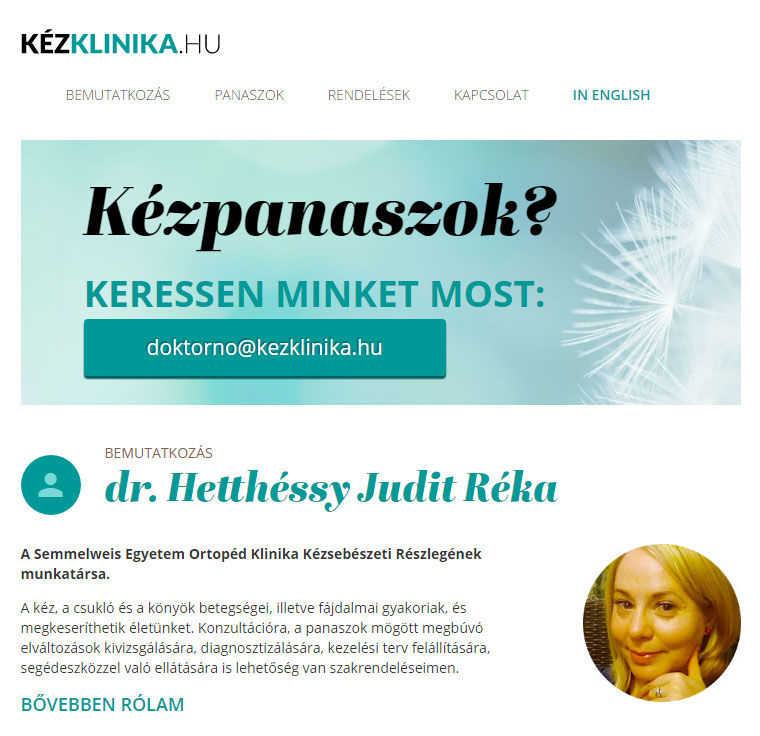 KÉZKLINIKA.HU
BEMUTATKOZÁS PANASZOK RENDELÉSEK KAPCSOLAT IN ENGLISH
Kézpanaszok?
KERESSEN MINKET MOST:
doktorno@kezklinika.hu
BEMUTATKOZÁS
dr. Hetthéssy Judit Réka
A Semmelweis Egyetem Ortopéd Klinika Kézsebészeti Részlegének
munkatársa.
A kéz, a csukló és a könyök betegségei, illetve fájdalmai gyakoriak, és
megkeseríthetik életünket. Konzultációra, a panaszok mögött megbúvó
elváltozások kivizsgálására, diagnosztizálására, kezelési terv felállítására,
segédeszközzel való ellátására is lehetőség van szakrendeléseimen.
BŐVEBBEN RÓLAM